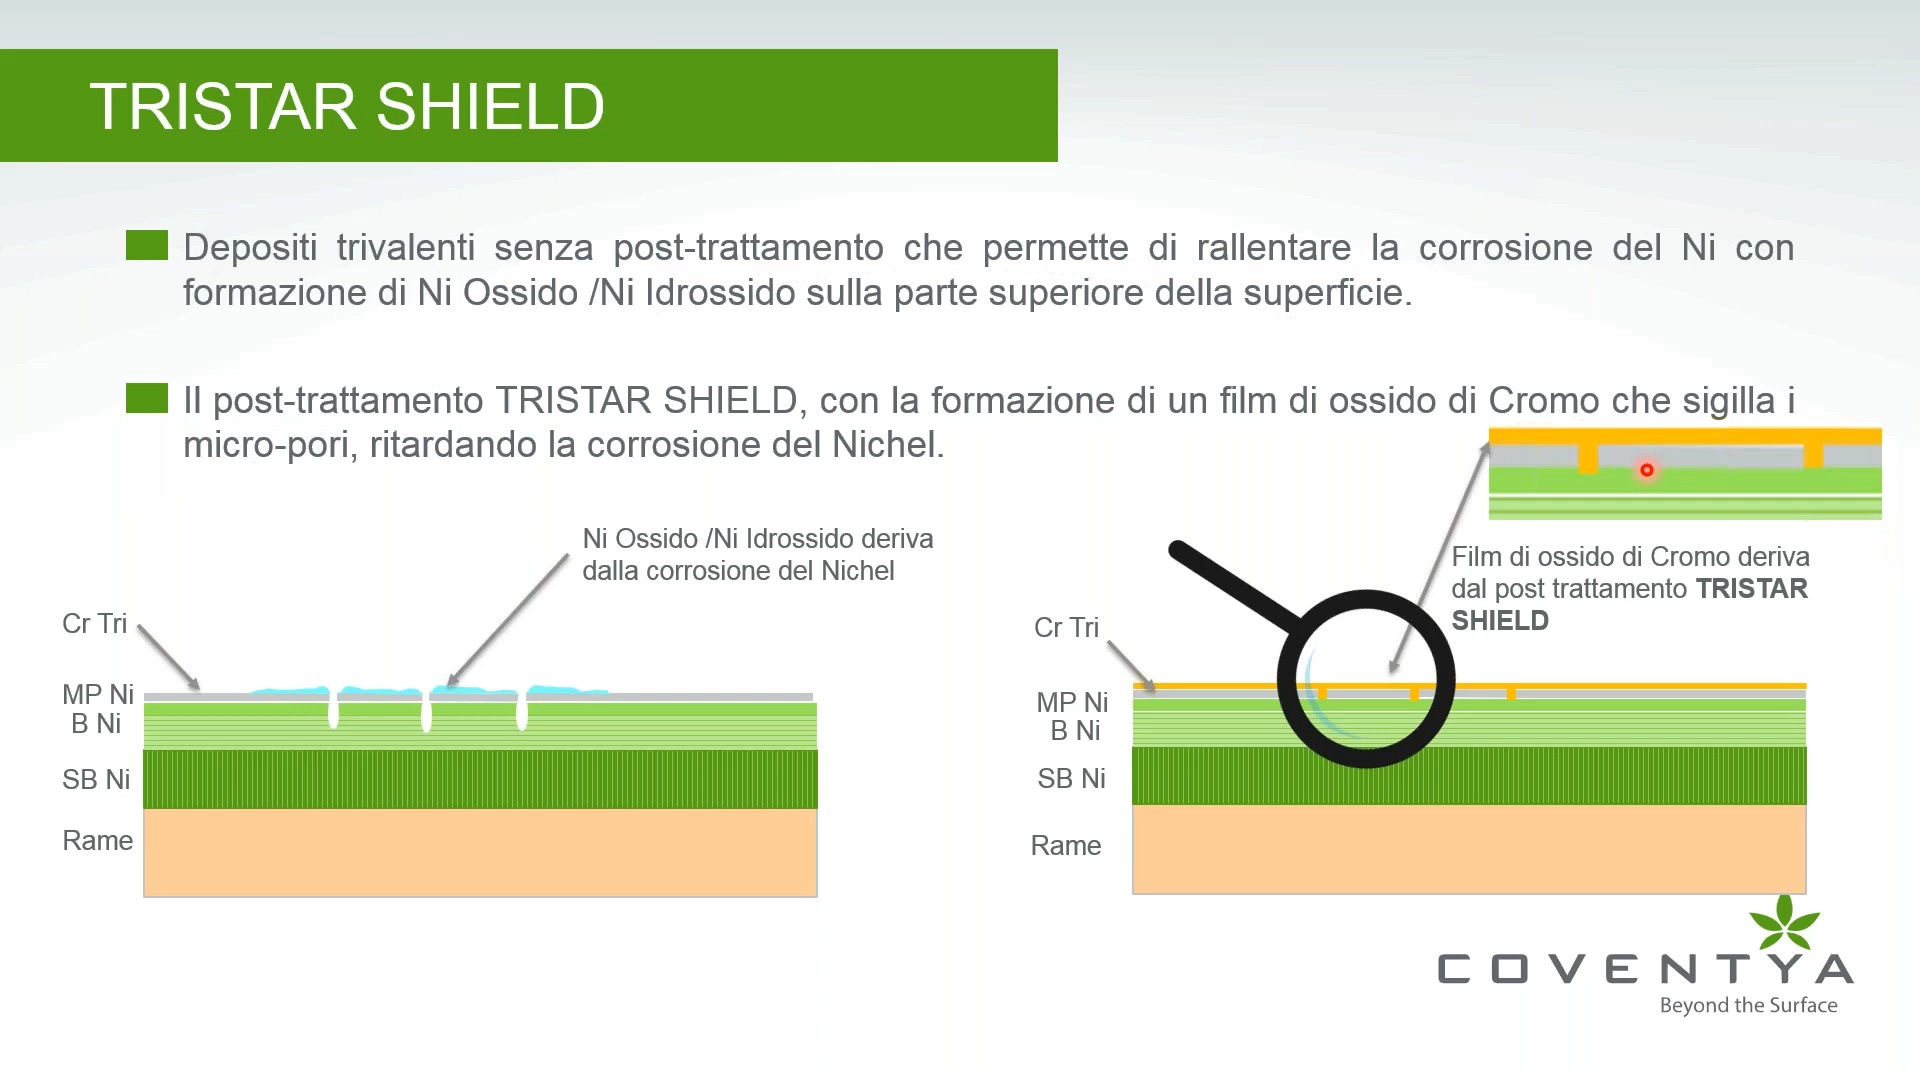 TRISTAR SHIELD
Depositi trivalenti senza post-trattamento che permette di rallentare la corrosione del Ni con
formazione di Ni Ossido /Ni Idrossido sulla parte superiore della superficie.
Il post-trattamento TRISTAR SHIELD, con la formazione di un film di ossido di Cromo che sigilla i
micro-pori, ritardando la corrosione del Nichel.
Ni Ossido /Ni Idrossido deriva
dalla corrosione del Nichel
Cr Tri
MP Ni
B Ni
SB Ni
Rame
Film di ossido di Cromo deriva
dal post trattamento TRISTAR
SHIELD
Cr Tri
MP Ni
B Ni
SB Ni
Rame
COVENTYA
Beyond the Surface